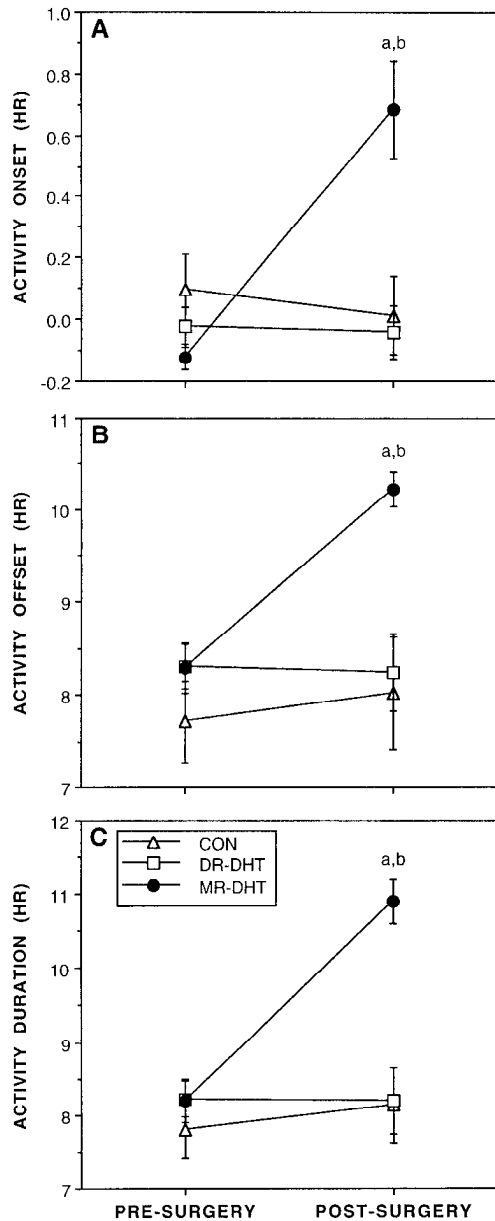 A
a,b
ACTIVITY ONSET (HR)
1.0
0.8
0.6
0.4
0.2
0.0
-0.2
B
a,b
ACTIVITY OFFSET (HR)
11
10
9
8
7
C
CON
DR-DHT
MR-DHT
a,b
ACTIVITY DURATION (HR)
12
11
10
9
8
7
PRE-SURGERY
POST-SURGERY